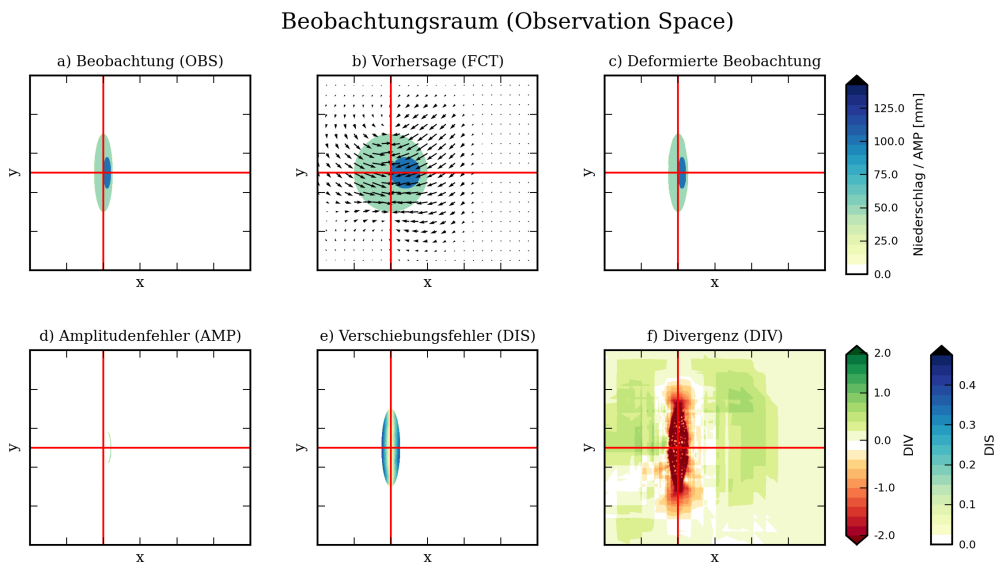 Beobachtungsraum (Observation Space)
a) Beobachtung (OBS)
b) Vorhersage (FCT)
c) Deformierte Beobachtung
y
x
y
x
y
x
125.0
100.0
75.0
50.0
25.0
0.0
Niederschlag / AMP [mm]
d) Amplitudenfehler (AMP)
e) Verschiebungsfehler (DIS)
f) Divergenz (DIV)
y
x
y
x
y
x
2.0
1.0
0.0
-1.0
-2.0
DIV
0.4
0.3
0.2
0.1
0.0
DIS